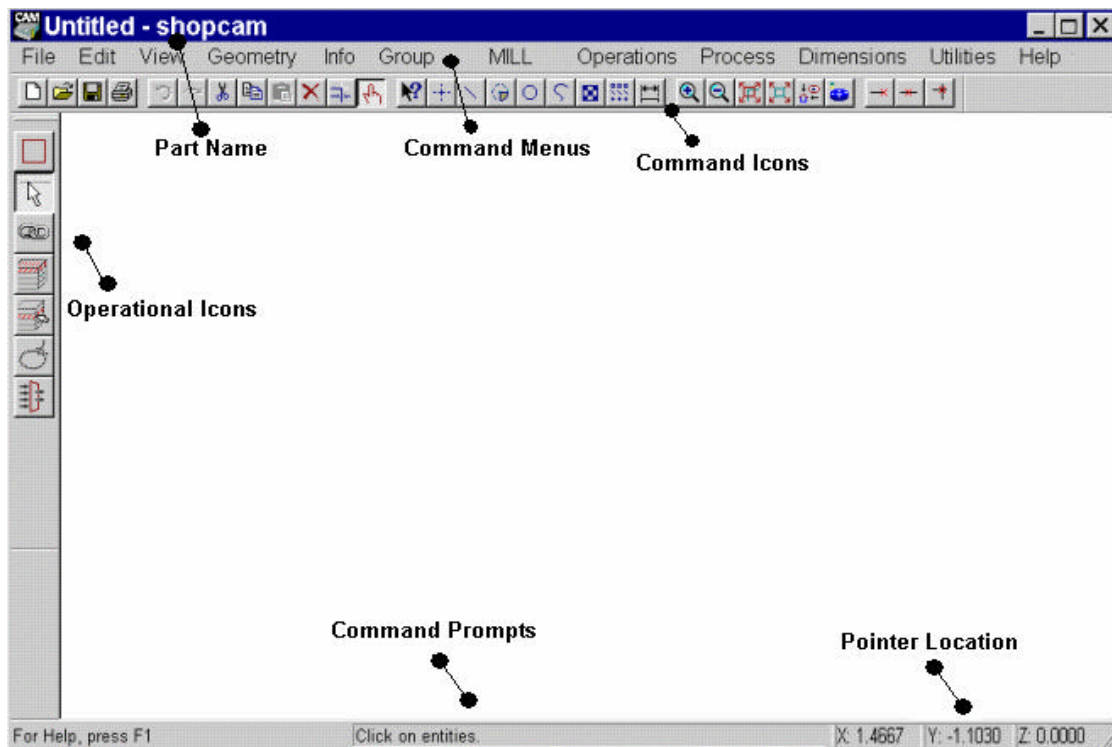 CAM
Untitled - shopcam
File Edit View Geometry Info Group MILL Operations Process Dimensions Utilities Help
Part Name
Command Menus
Command Icons
Operational Icons
Command Prompts
Pointer Location
For Help, press F1 Click on entities. X: 1.4667 Y: -1.1030 Z: 0.0000